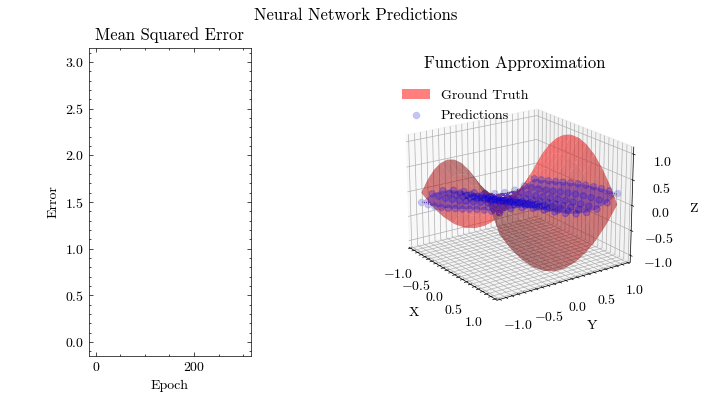 Neural Network Predictions
Mean Squared Error
3.0
2.5
2.0
1.5
1.0
0.5
0.0
Error
0
200
Epoch
Function Approximation
Ground Truth
Predictions
1.0
0.5
0.0
−0.5
−1.0
Z
−1.0
−0.5
0.0
0.5
1.0
X
−1.0
−0.5
0.0
0.5
1.0
Y